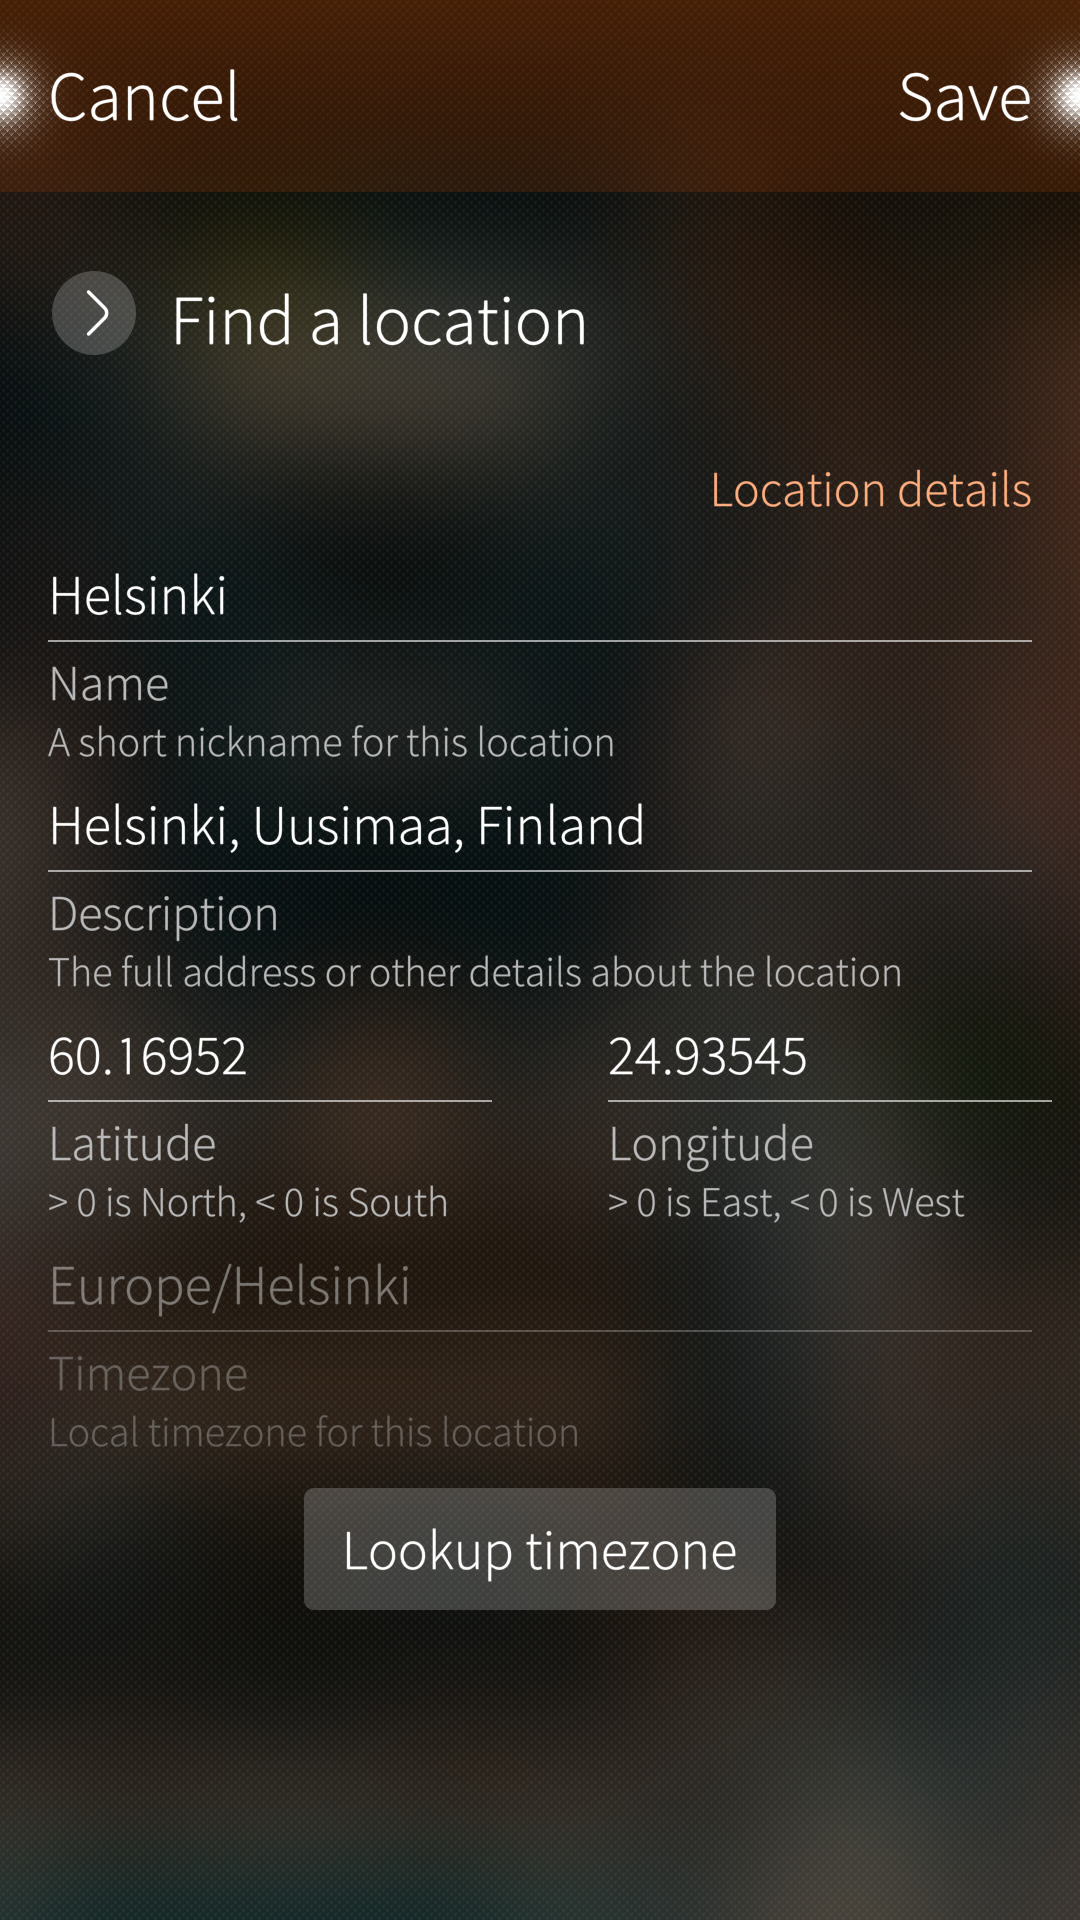 Cancel
Save
Find a location
Location details
Helsinki
Name
A short nickname for this location
Helsinki, Uusimaa, Finland
Description
The full address or other details about the location
60.16952
24.93545
Latitude
Longitude
> 0 is North, < 0 is South
> 0 is East, < 0 is West
Europe/Helsinki
Timezone
Local timezone for this location
Lookup timezone